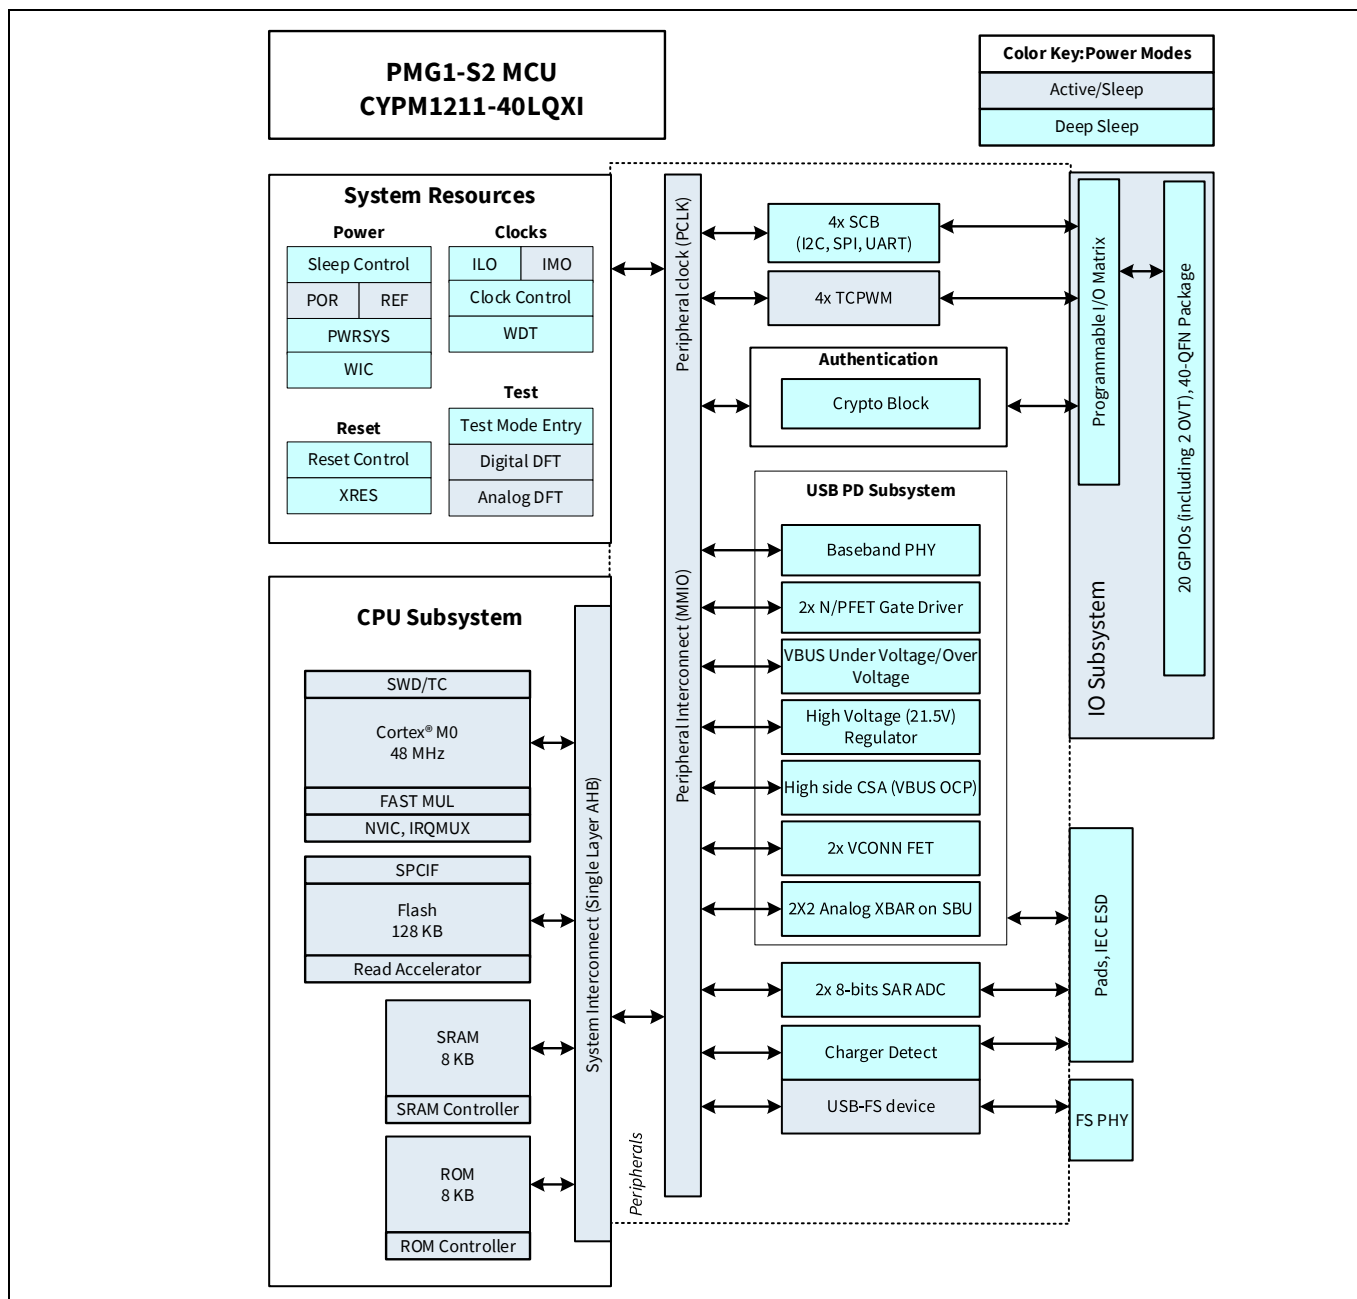 PMG1-S2 MCU
CYPM1211-40LQXI
Color Key:Power Modes
Active/Sleep
Deep Sleep
System Resources
Power
Sleep Control
POR
REF
PWRSYS
WIC
Clocks
ILO
IMO
Clock Control
WDT
Test
Test Mode Entry
Digital DFT
Analog DFT
Reset
Reset Control
XRES
CPU Subsystem
SWD/TC
Cortex® M0
48 MHz
FAST MUL
NVIC, IRQMUX
SPCIF
Flash
128 KB
Read Accelerator
SRAM
8 KB
SRAM Controller
ROM
8 KB
ROM Controller
System Interconnect (Single Layer AHB)
Peripherals
Peripheral clock (PCLK)
Peripheral Interconnect (MMIO)
4x SCB
(I2C, SPI, UART)
4x TCPWM
Authentication
Crypto Block
USB PD Subsystem
Baseband PHY
2x N/PFET Gate Driver
VBUS Under Voltage/Over
Voltage
High Voltage (21.5V)
Regulator
High side CSA (VBUS OCP)
2x VCONN FET
2X2 Analog XBAR on SBU
2x 8-bits SAR ADC
Charger Detect
USB-FS device
Programmable I/O Matrix
20 GPIOs (including 2 OVT), 40-QFN Package
IO Subsystem
Pads, IEC ESD
FS PHY